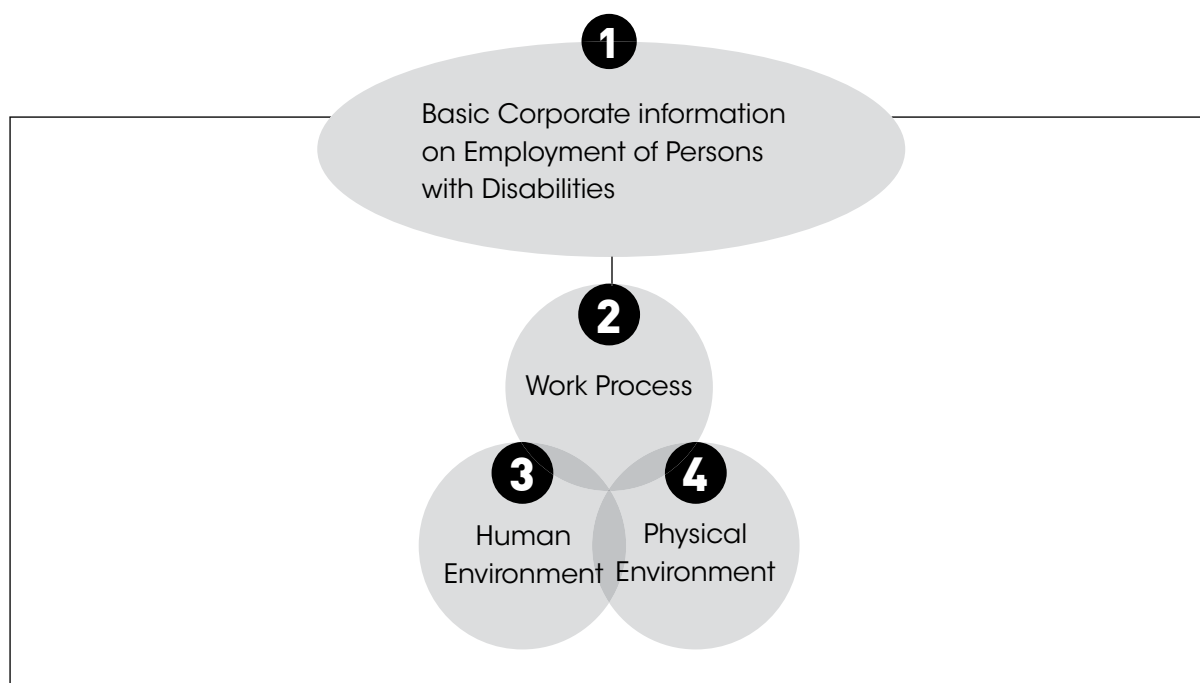 1
Basic Corporate information
on Employment of Persons
with Disabilities
2
Work Process
3
Human
Environment
4
Physical
Environment